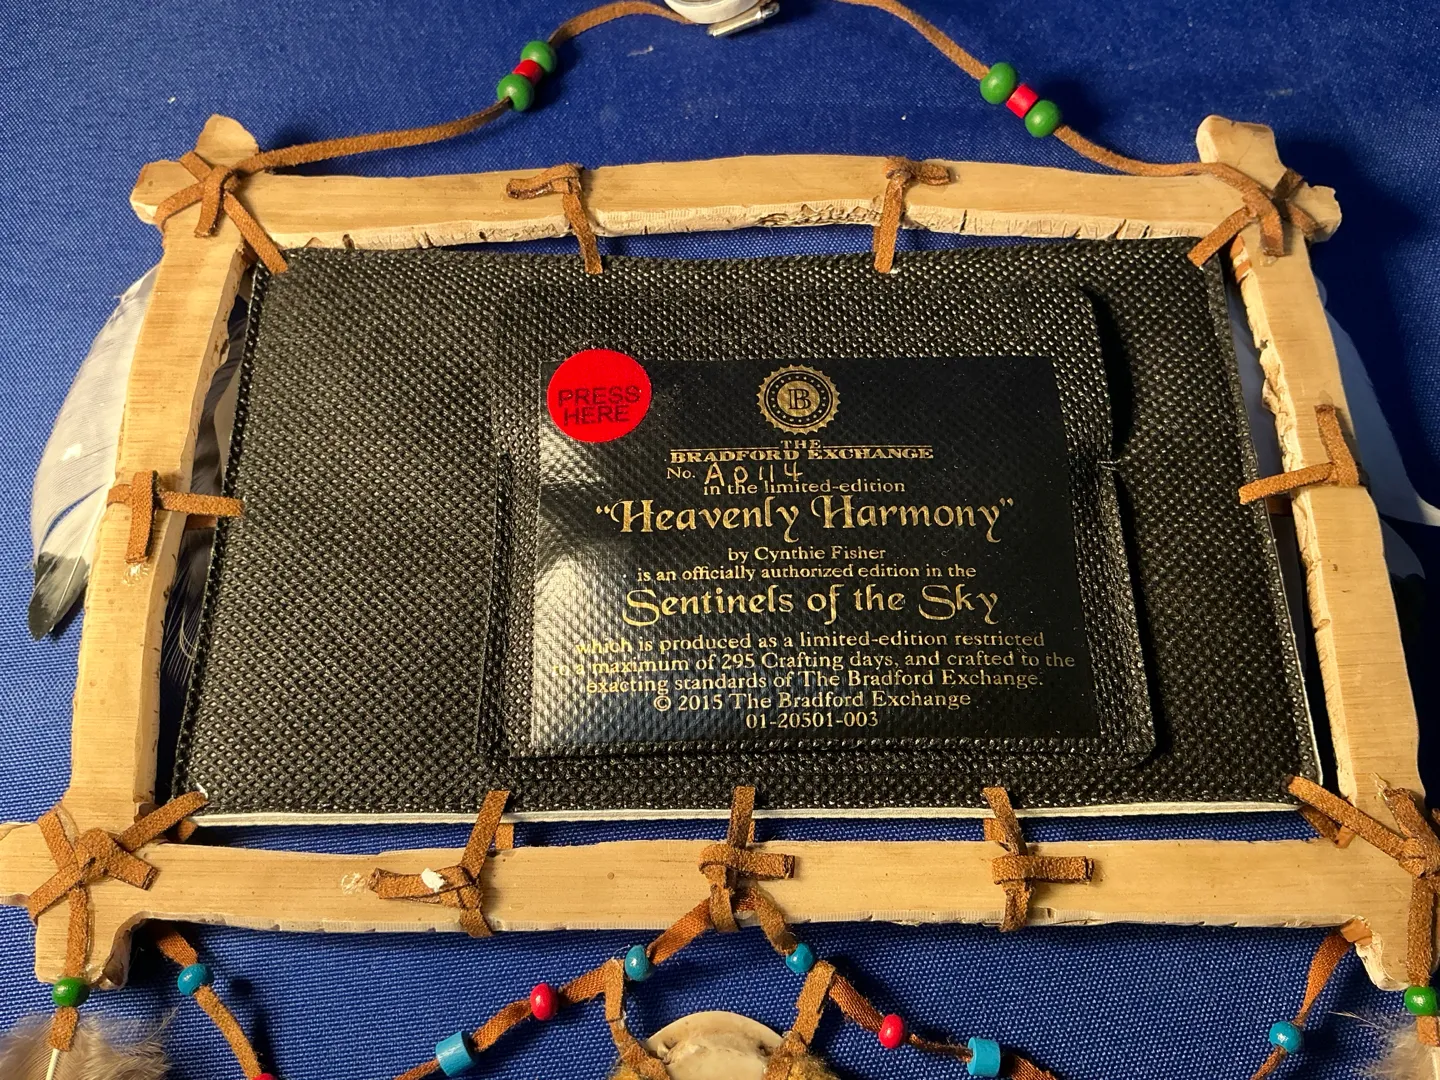 PRESS
HERE
B
THE
BRADFORD EXCHANGE
No. A0114
in the limited-edition
“Heavenly Harmony”
by Cynthie Fisher
is an officially authorized edition in the
Sentinels of the Sky
which is produced as a limited-edition restricted
to a maximum of 295 Crafting days, and crafted to the
exacting standards of The Bradford Exchange.
© 2015 The Bradford Exchange
01-20501-003